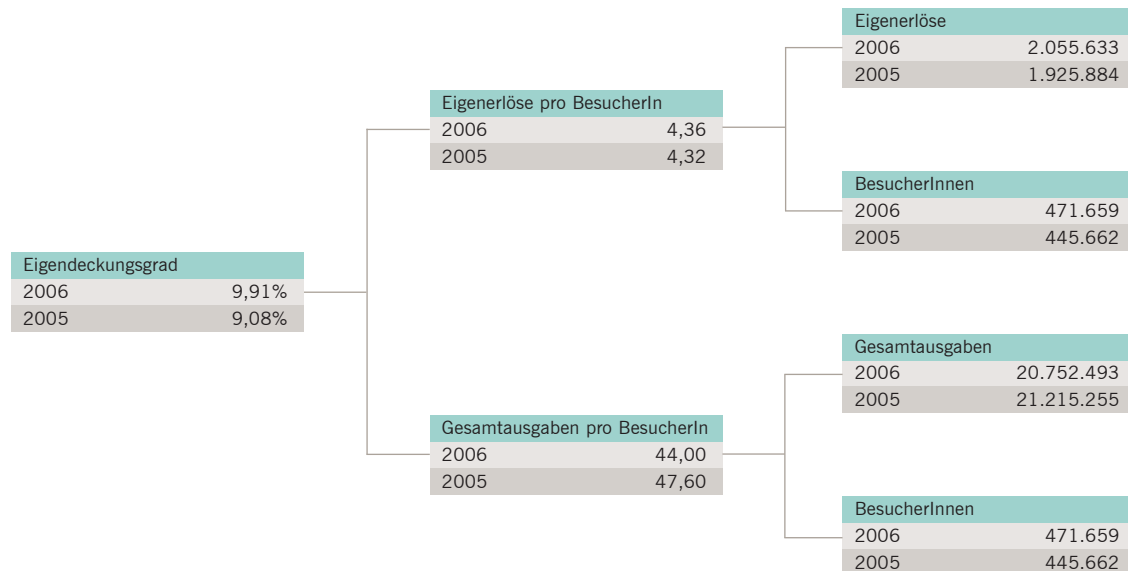 Eigendeckungsgrad
2006 9,91%
2005 9,08%
Eigenerlöse pro BesucherIn
2006 4,36
2005 4,32
Gesamtausgaben pro BesucherIn
2006 44,00
2005 47,60
Eigenerlöse
2006 2.055.633
2005 1.925.884
BesucherInnen
2006 471.659
2005 445.662
Gesamtausgaben
2006 20.752.493
2005 21.215.255
BesucherInnen
2006 471.659
2005 445.662